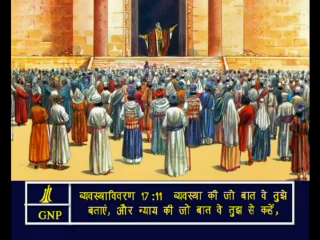 व्यवस्थाविवरण 17:11 व्यवस्था की जो बात वे तुझे
बताएं, और न्याय की जो बात वे तुझ से कहें,
GNP